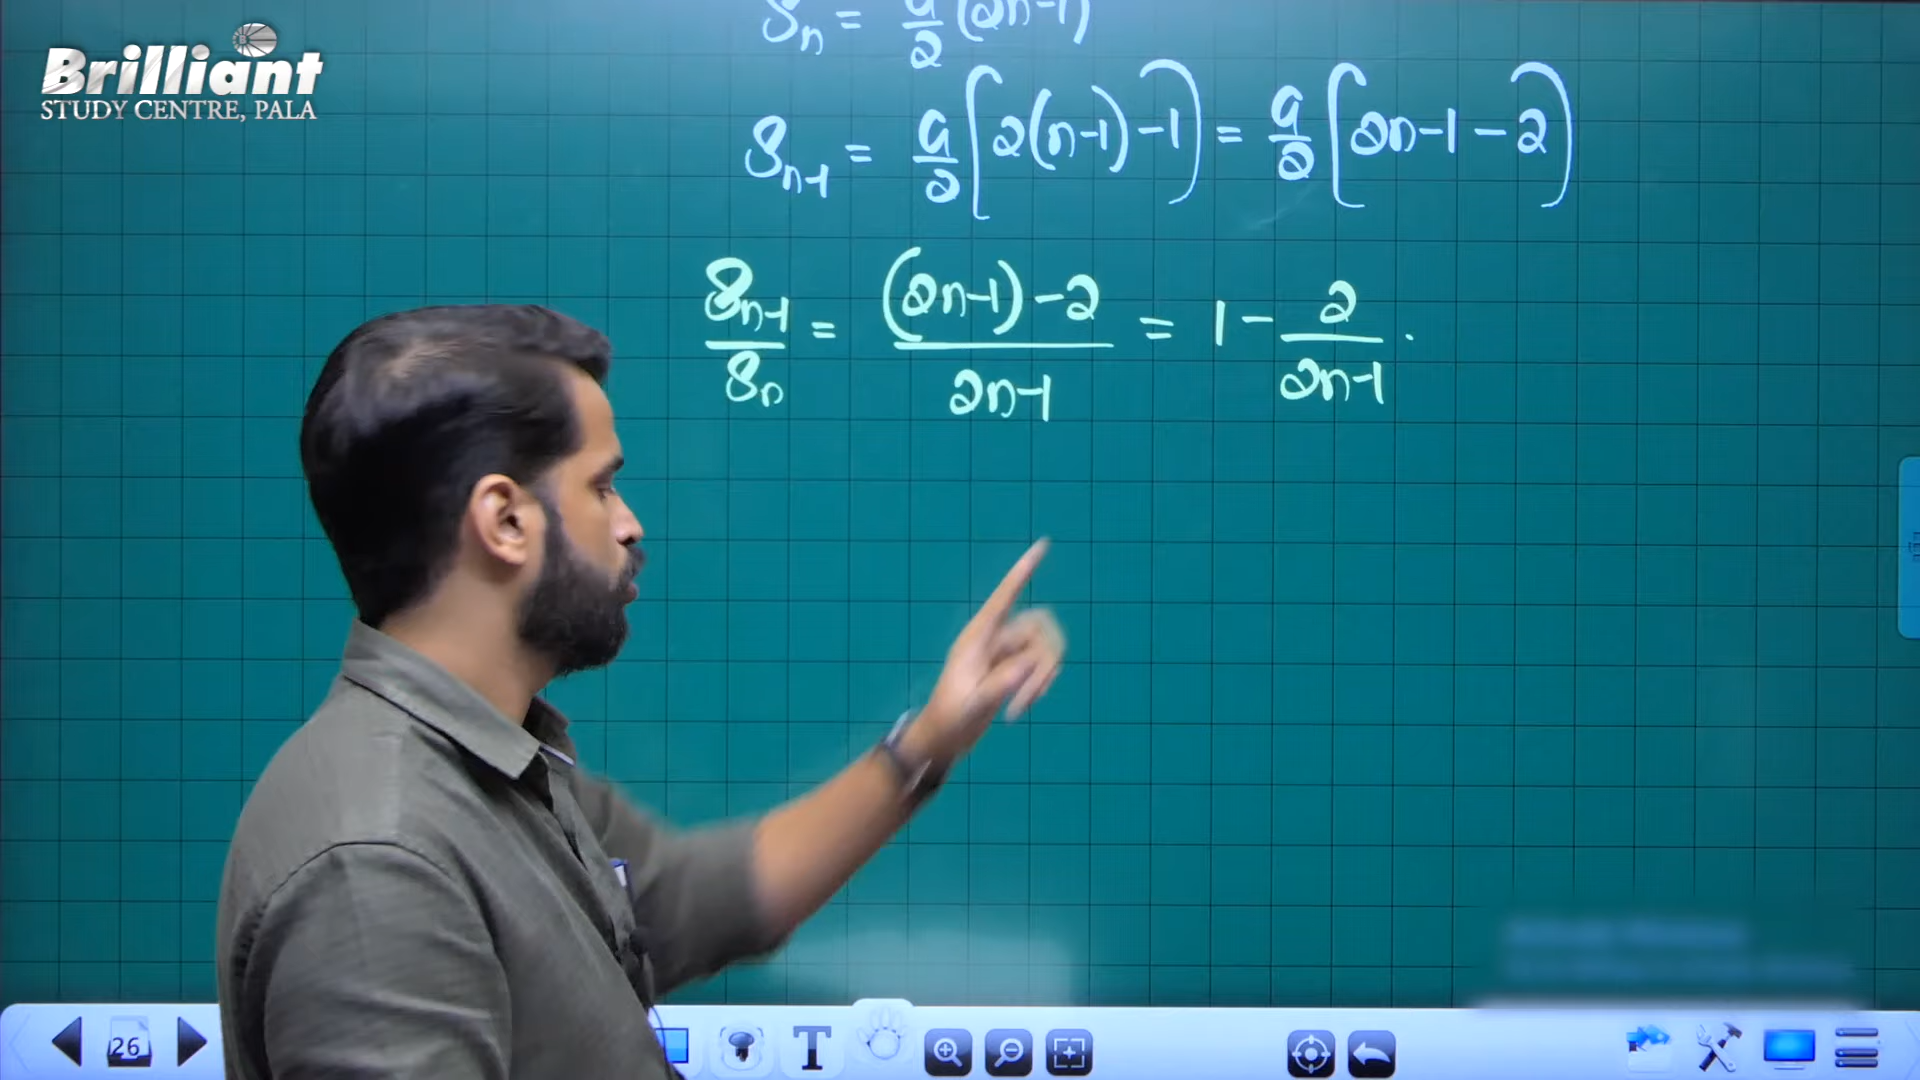 Brilliant
STUDY CENTRE, PALA
Sn = a/2 (2n-1)
Sn-1 = a/2 [2(n-1)-1] = a/2 [2n-1-2]
Sn-1/Sn = (2n-1)-2/2n-1 = 1 - 2/2n-1.
26
T